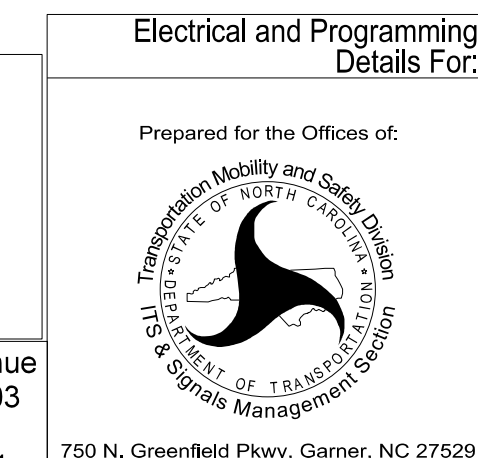 Electrical and Programming
Details For:
Prepared for the Offices of:
Transportation Mobility and Safety Division
STATE OF NORTH CAROLINA
DEPARTMENT OF TRANSPORTATION
ITS & Signals Management Section
750 N. Greenfield Pkwy, Garner, NC 27529